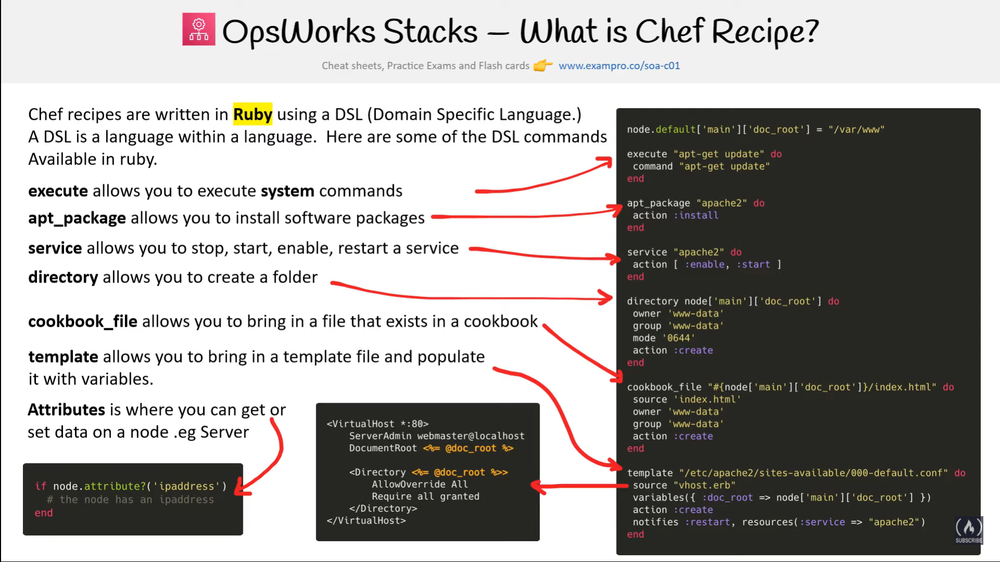 OpsWorks Stacks – What is Chef Recipe?
Cheat sheets, Practice Exams and Flash cards 👉 www.exampro.co/soa-c01
Chef recipes are written in Ruby using a DSL (Domain Specific Language.)
A DSL is a language within a language.  Here are some of the DSL commands
Available in ruby.
execute allows you to execute system commands
apt_package allows you to install software packages
service allows you to stop, start, enable, restart a service
directory allows you to create a folder
cookbook_file allows you to bring in a file that exists in a cookbook
template allows you to bring in a template file and populate
it with variables.
Attributes is where you can get or
set data on a node .eg Server
if node.attribute?('ipaddress')
  # the node has an ipaddress
end
<VirtualHost *:80>
    ServerAdmin webmaster@localhost
    DocumentRoot <%= @doc_root %>
    <Directory <%= @doc_root %>>
        AllowOverride All
        Require all granted
    </Directory>
</VirtualHost>
node.default['main']['doc_root'] = "/var/www"
execute "apt-get update" do
 command "apt-get update"
end
apt_package "apache2" do
 action :install
end
service "apache2" do
 action [ :enable, :start ]
end
directory node['main']['doc_root'] do
 owner 'www-data'
 group 'www-data'
 mode '0644'
 action :create
end
cookbook_file "#{node['main']['doc_root']}/index.html" do
 source 'index.html'
 owner 'www-data'
 group 'www-data'
 action :create
end
template "/etc/apache2/sites-available/000-default.conf" do
 source "vhost.erb"
 variables({ :doc_root => node['main']['doc_root'] })
 action :create
 notifies :restart, resources(:service => "apache2")
end
SUBSCRIBE